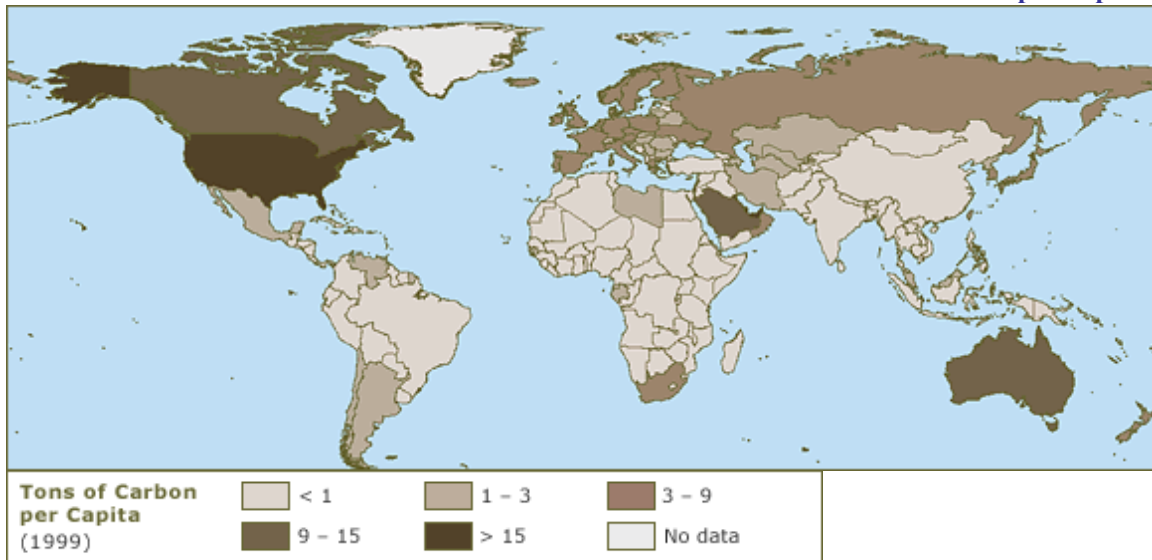 Tons of Carbon
per Capita
(1999)
< 1
1 – 3
3 – 9
9 – 15
> 15
No data